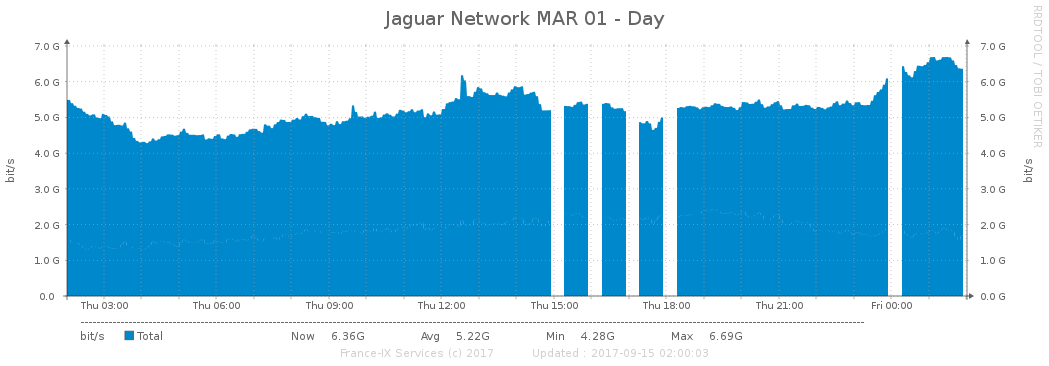 Jaguar Network MAR 01 - Day
RRDTOOL / TOBI OETIKER
7.0 G 7.0 G
6.0 G 6.0 G
5.0 G 5.0 G
4.0 G 4.0 G
bit/s bit/s
3.0 G 3.0 G
2.0 G 2.0 G
1.0 G 1.0 G
0.0 0.0 G
Thu 03:00 Thu 06:00 Thu 09:00 Thu 12:00 Thu 15:00 Thu 18:00 Thu 21:00 Fri 00:00
bit/s Total Now 6.36G Avg 5.22G Min 4.28G Max 6.69G
France-IX Services (c) 2017 Updated : 2017-09-15 02:00:03